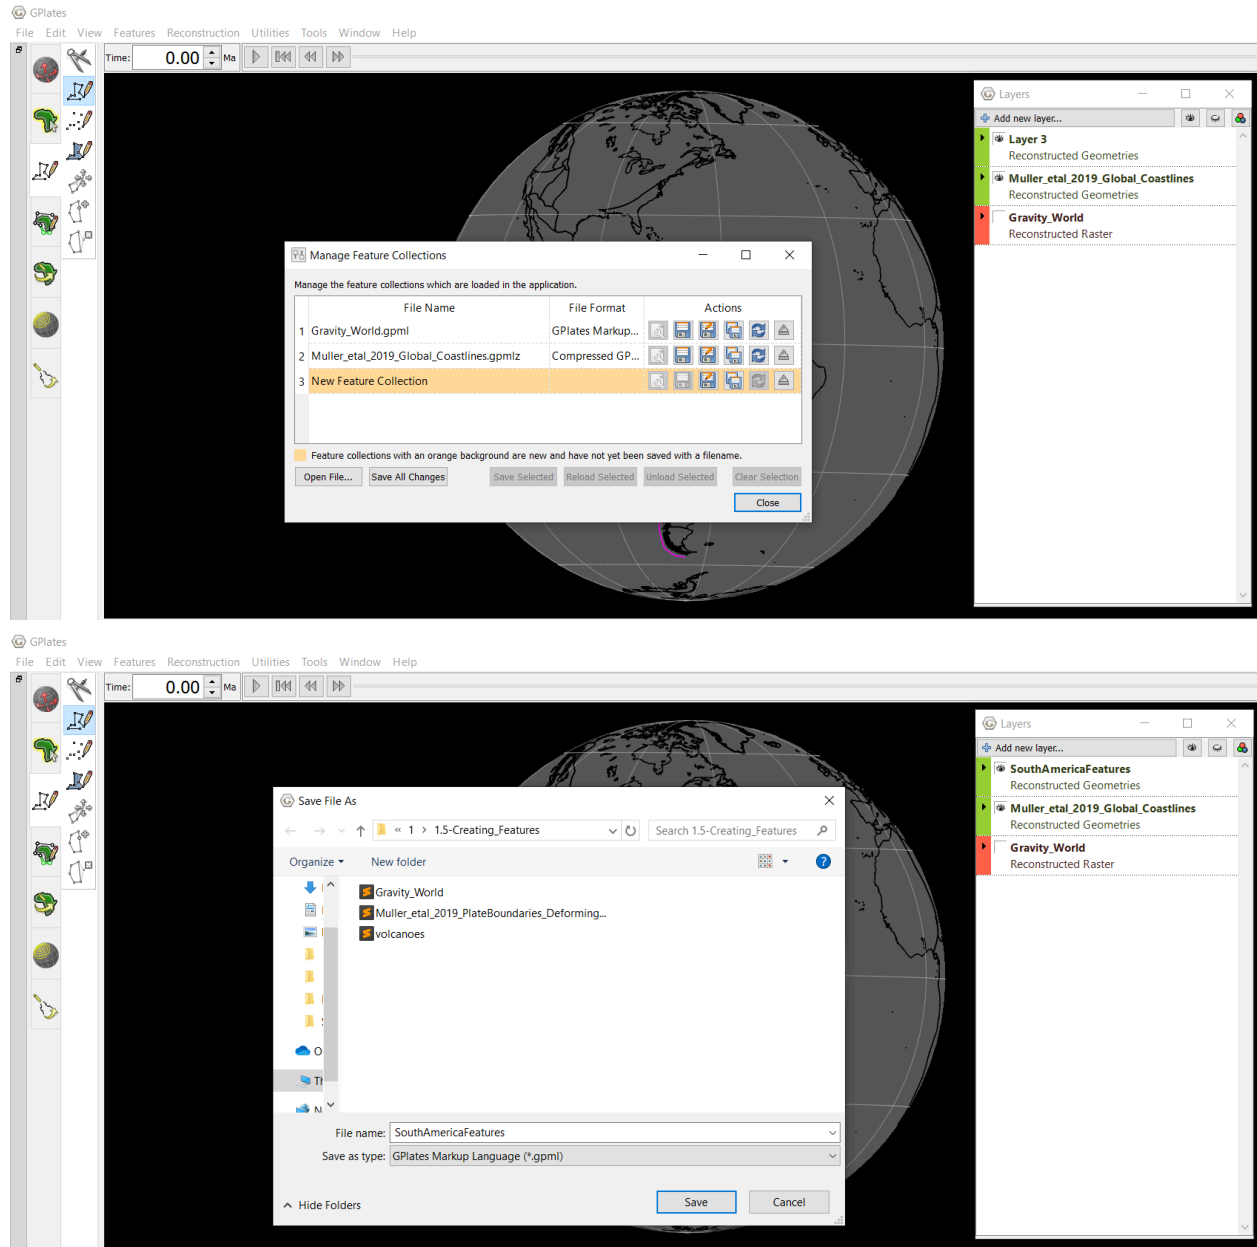 GPlates
File Edit View Features Reconstruction Utilities Tools Window Help
Time: 0.00 Ma
Layers
Add new layer...
Layer 3
Reconstructed Geometries
Muller_etal_2019_Global_Coastlines
Reconstructed Geometries
Gravity_World
Reconstructed Raster
Manage Feature Collections
Manage the feature collections which are loaded in the application.
File Name File Format Actions
1 Gravity_World.gpml GPlates Markup...
2 Muller_etal_2019_Global_Coastlines.gpmlz Compressed GP...
3 New Feature Collection
Feature collections with an orange background are new and have not yet been saved with a filename.
Open File... Save All Changes Save Selected Reload Selected Unload Selected Clear Selection
Close
GPlates
File Edit View Features Reconstruction Utilities Tools Window Help
Time: 0.00 Ma
Layers
Add new layer...
SouthAmericaFeatures
Reconstructed Geometries
Muller_etal_2019_Global_Coastlines
Reconstructed Geometries
Gravity_World
Reconstructed Raster
Save File As
« 1 > 1.5-Creating_Features
Search 1.5-Creating_Features
Organize New folder
Gravity_World
Muller_etal_2019_PlateBoundaries_Deforming...
volcanoes
File name: SouthAmericaFeatures
Save as type: GPlates Markup Language (*.gpml)
Hide Folders
Save Cancel